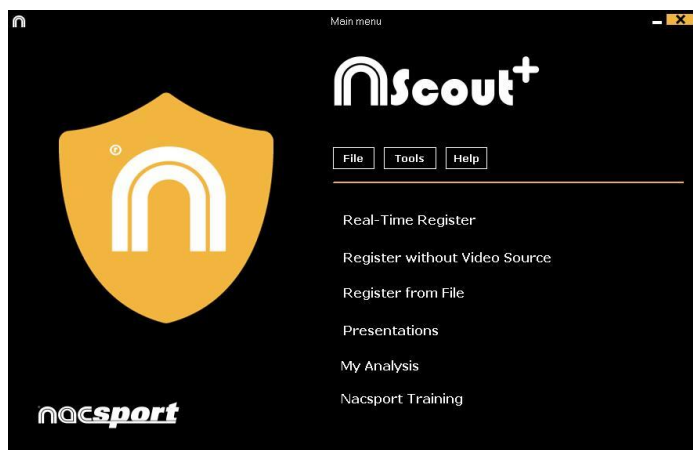 Main menu
nScout+
File Tools Help
Real-Time Register
Register without Video Source
Register from File
Presentations
My Analysis
Nacsport Training
®
n
nacsport